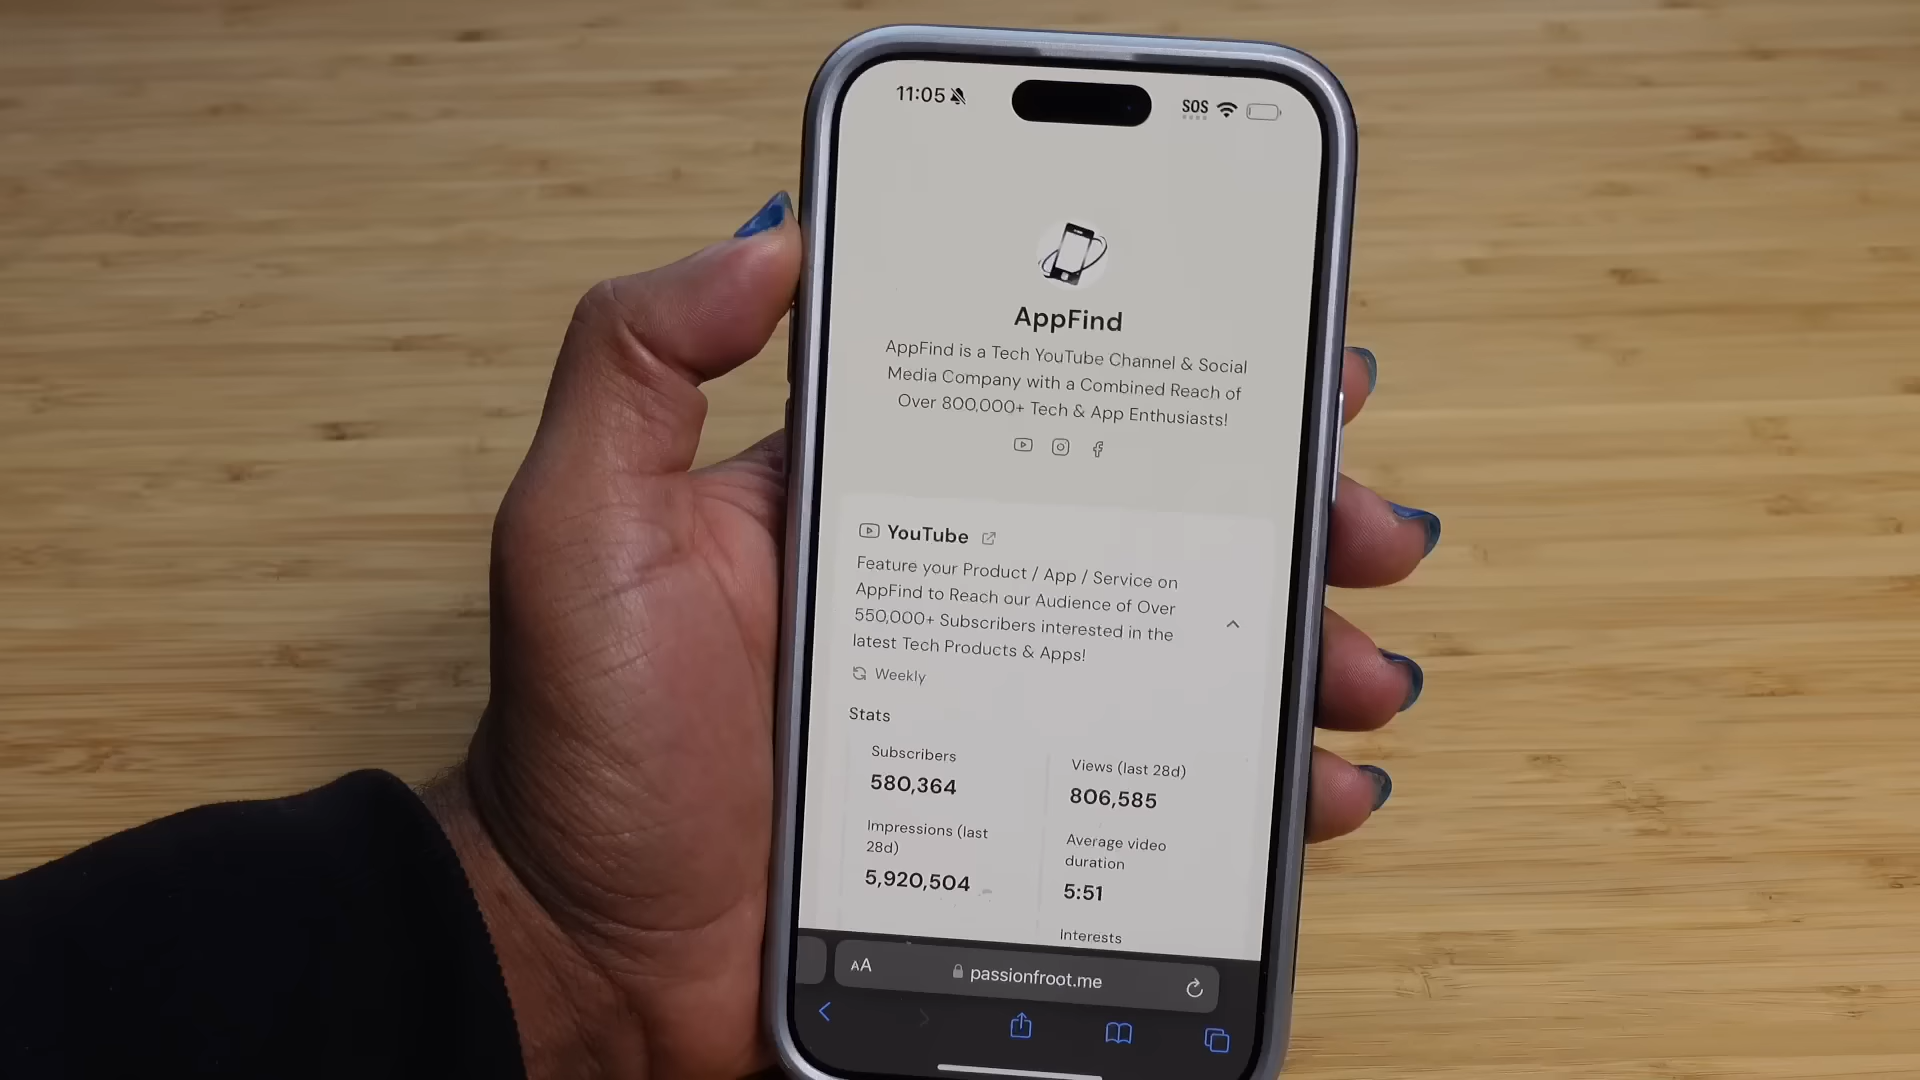 11:05
SOS
AppFind
AppFind is a Tech YouTube Channel & Social
Media Company with a Combined Reach of
Over 800,000+ Tech & App Enthusiasts!
YouTube
Feature your Product / App / Service on
AppFind to Reach our Audience of Over
550,000+ Subscribers interested in the
latest Tech Products & Apps!
Weekly
Stats
Subscribers
580,364
Views (last 28d)
806,585
Impressions (last
28d)
5,920,504
Average video
duration
5:51
Interests
AA
passionfroot.me